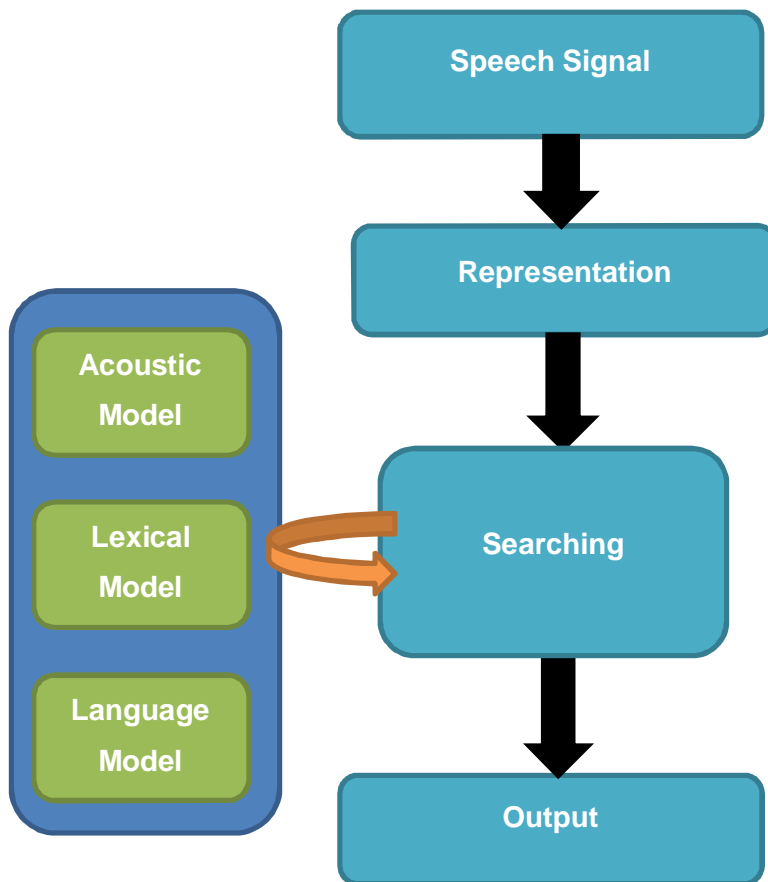 Speech Signal
Representation
Acoustic
Model
Lexical
Model
Language
Model
Searching
Output